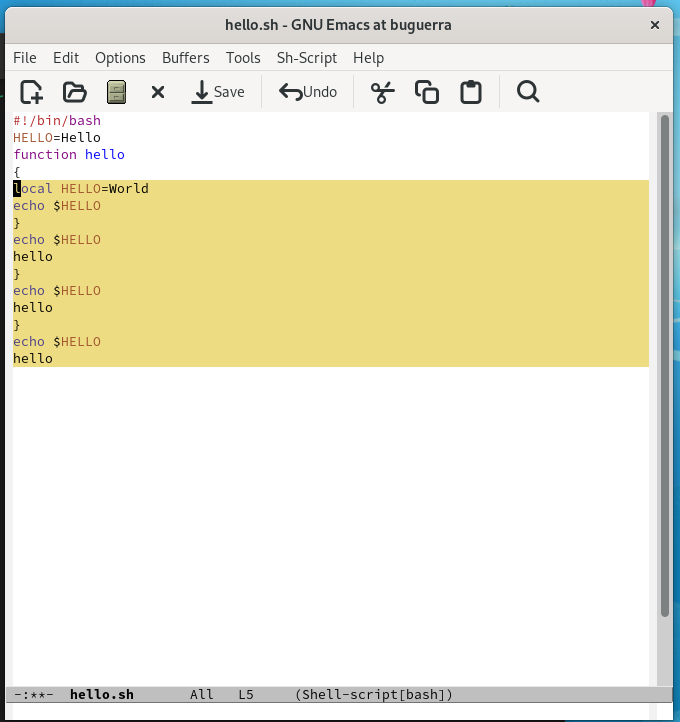 hello.sh - GNU Emacs at buguerra
File Edit Options Buffers Tools Sh-Script Help
Save Undo
#!/bin/bash
HELLO=Hello
function hello
{
local HELLO=World
echo $HELLO
}
echo $HELLO
hello
}
echo $HELLO
hello
}
echo $HELLO
hello
-:**- hello.sh All L5 (Shell-script[bash])